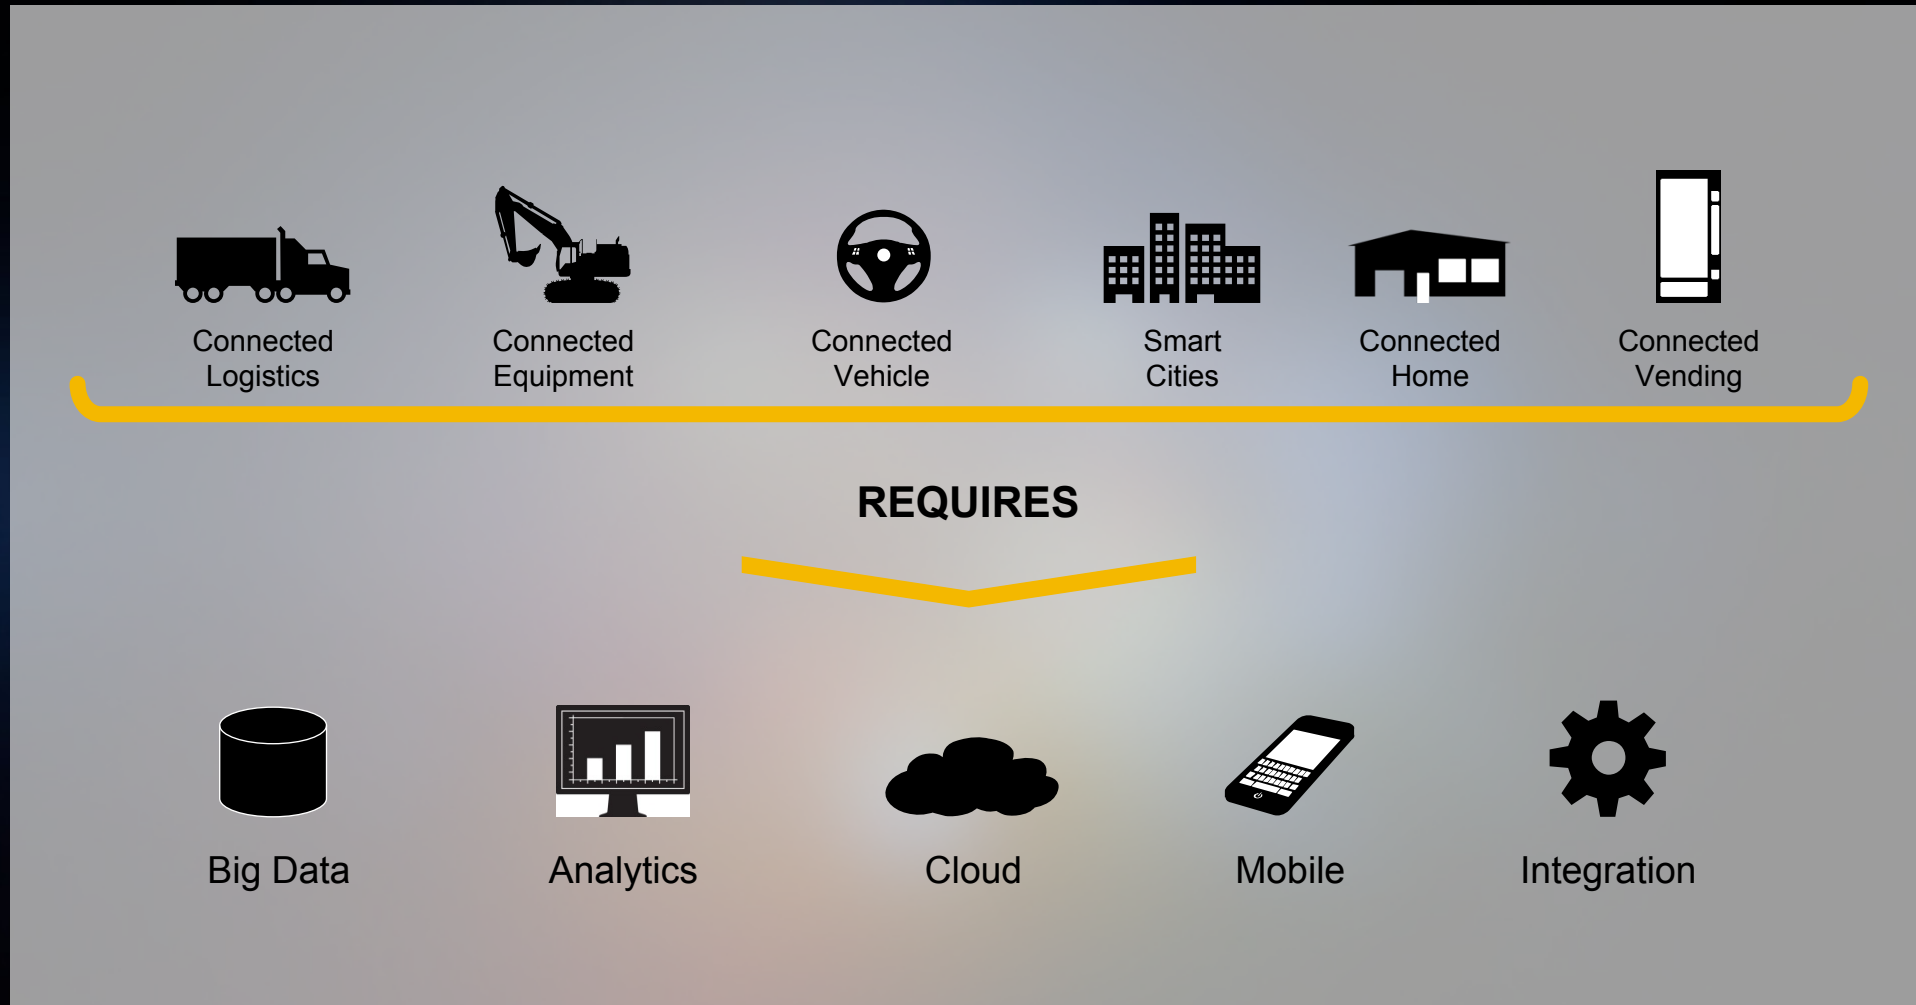 Connected
Logistics
Connected
Equipment
Connected
Vehicle
Smart
Cities
Connected
Home
Connected
Vending
REQUIRES
Big Data
Analytics
Cloud
Mobile
Integration